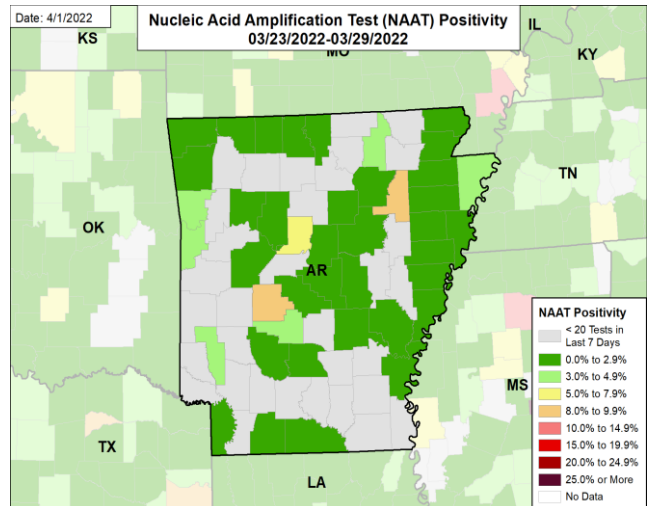 Date: 4/1/2022
Nucleic Acid Amplification Test (NAAT) Positivity
03/23/2022-03/29/2022
KS
MO
IL
KY
TN
OK
AR
MS
TX
LA
NAAT Positivity
< 20 Tests in
Last 7 Days
0.0% to 2.9%
3.0% to 4.9%
5.0% to 7.9%
8.0% to 9.9%
10.0% to 14.9%
15.0% to 19.9%
20.0% to 24.9%
25.0% or More
No Data